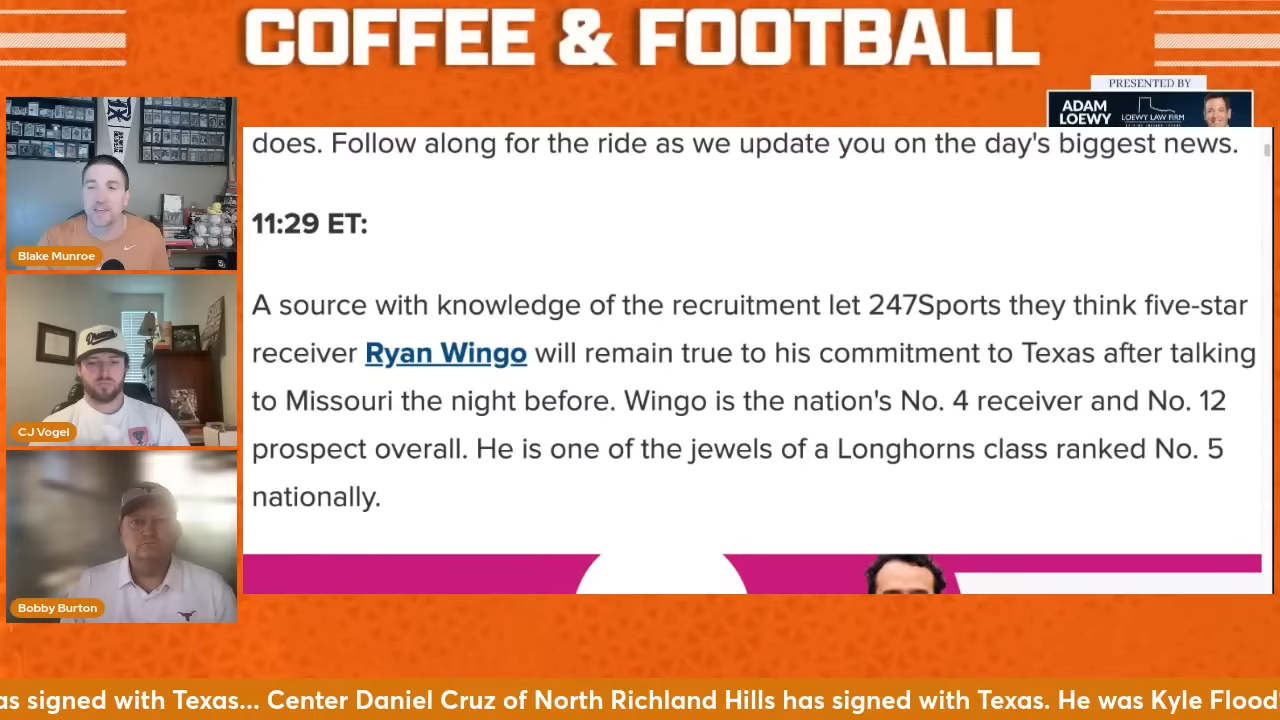 COFFEE & FOOTBALL
PRESENTED BY
ADAM
LOEWY
LOEWY LAW FIRM
does. Follow along for the ride as we update you on the day's biggest news.
11:29 ET:
A source with knowledge of the recruitment let 247Sports they think five-star
receiver Ryan Wingo will remain true to his commitment to Texas after talking
to Missouri the night before. Wingo is the nation's No. 4 receiver and No. 12
prospect overall. He is one of the jewels of a Longhorns class ranked No. 5
nationally.
Blake Munroe
CJ Vogel
Bobby Burton
as signed with Texas... Center Daniel Cruz of North Richland Hills has signed with Texas. He was Kyle Flood'